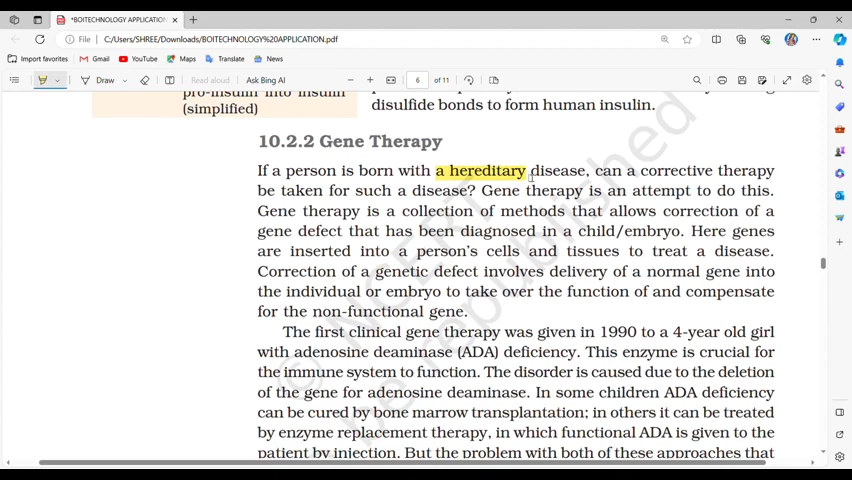 *BOITECHNOLOGY APPLICATION
File C:/Users/SHREE/Downloads/BOITECHNOLOGY%20APPLICATION.pdf
Import favorites Gmail YouTube Maps Translate News
Draw Read aloud Ask Bing AI 6 of 11
pro-insulin into insulin
(simplified)
disulfide bonds to form human insulin.
10.2.2 Gene Therapy
If a person is born with a hereditary disease, can a corrective therapy
be taken for such a disease? Gene therapy is an attempt to do this.
Gene therapy is a collection of methods that allows correction of a
gene defect that has been diagnosed in a child/embryo. Here genes
are inserted into a person's cells and tissues to treat a disease.
Correction of a genetic defect involves delivery of a normal gene into
the individual or embryo to take over the function of and compensate
for the non-functional gene.
The first clinical gene therapy was given in 1990 to a 4-year old girl
with adenosine deaminase (ADA) deficiency. This enzyme is crucial for
the immune system to function. The disorder is caused due to the deletion
of the gene for adenosine deaminase. In some children ADA deficiency
can be cured by bone marrow transplantation; in others it can be treated
by enzyme replacement therapy, in which functional ADA is given to the
patient by injection. But the problem with both of these approaches that
© NCERT
be republished